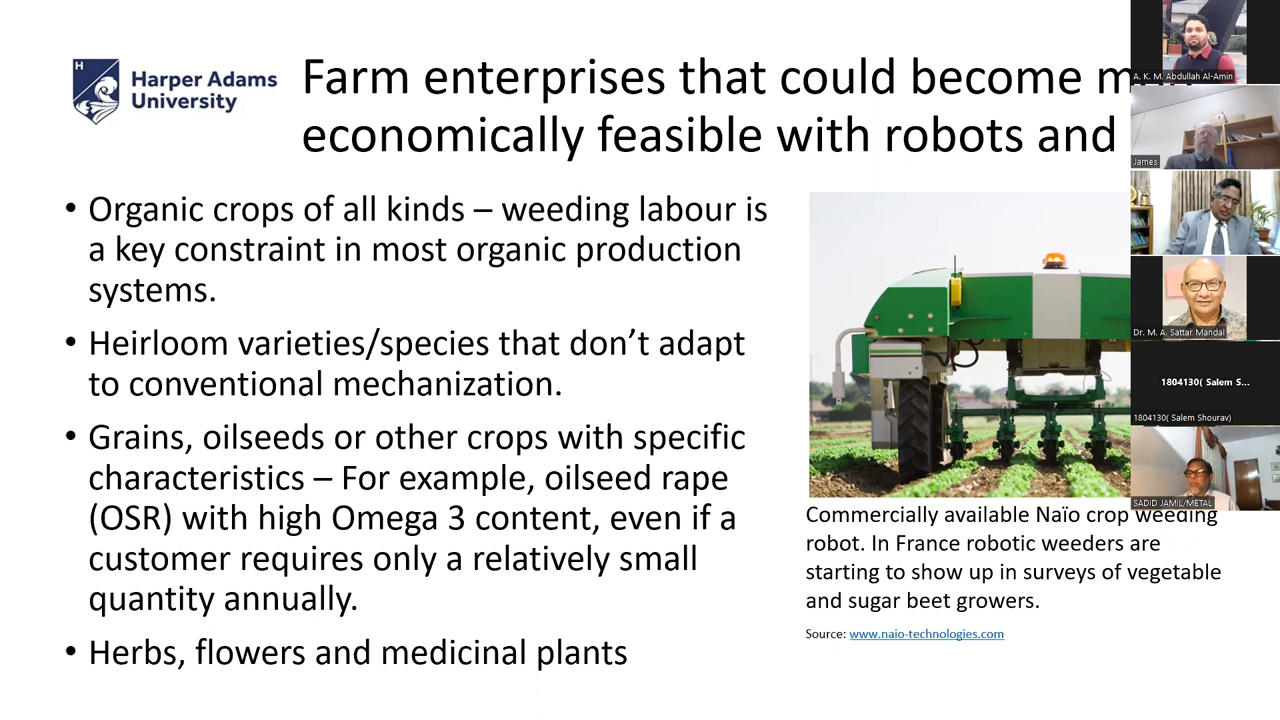 H
Harper Adams
University
Farm enterprises that could become
economically feasible with robots and
• Organic crops of all kinds – weeding labour is
a key constraint in most organic production
systems.
• Heirloom varieties/species that don’t adapt
to conventional mechanization.
• Grains, oilseeds or other crops with specific
characteristics – For example, oilseed rape
(OSR) with high Omega 3 content, even if a
customer requires only a relatively small
quantity annually.
• Herbs, flowers and medicinal plants
Commercially available Naïo crop weeding
robot. In France robotic weeders are
starting to show up in surveys of vegetable
and sugar beet growers.
Source: www.naio-technologies.com
A. K. M. Abdullah Al-Amin
James
Dr. M. A. Sattar Mandal
1804130( Salem S...
1804130( Salem Shourav)
SADID JAMIL/METAL